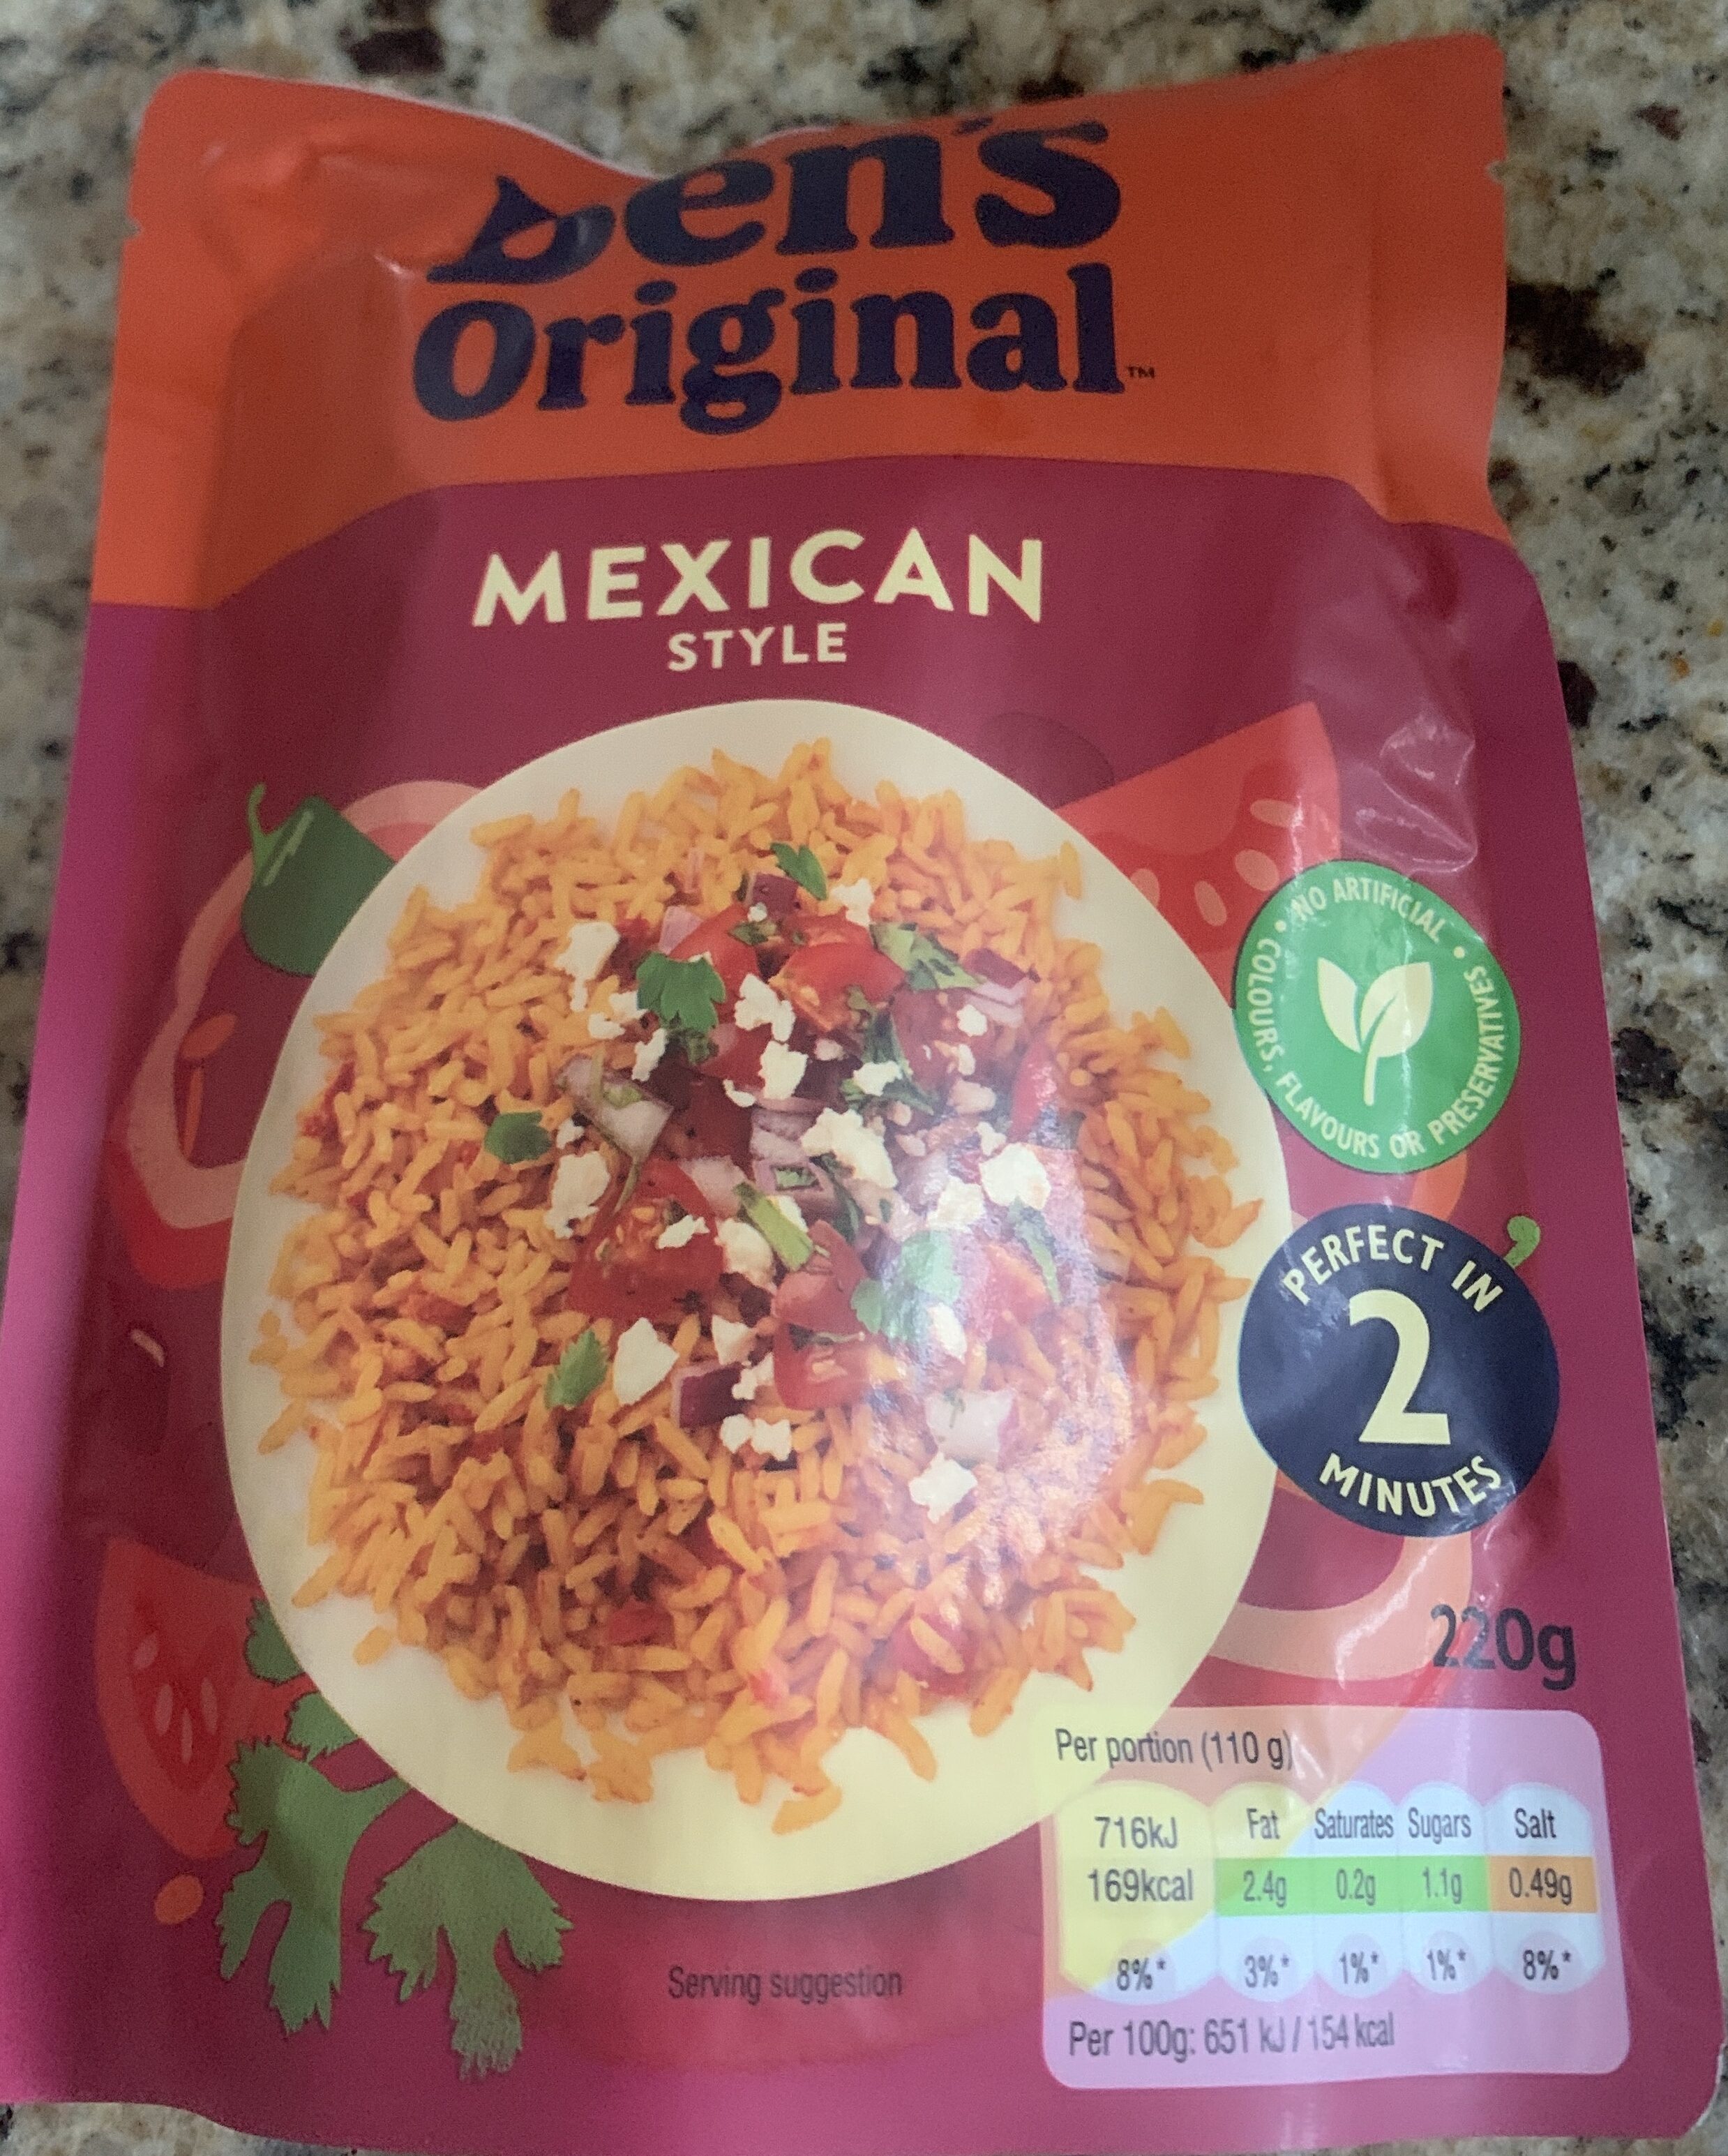 Ben's
Original™
MEXICAN
STYLE
NO ARTIFICIAL •
COLOURS, FLAVOURS OR PRESERVATIVES •
PERFECT IN
2
MINUTES
220g
Per portion (110 g)
716kJ Fat Saturates Sugars Salt
169kcal 2.4g 0.2g 1.1g 0.49g
8%* 3%* 1%* 1%* 8%*
Per 100g: 651 kJ / 154 kcal
Serving suggestion